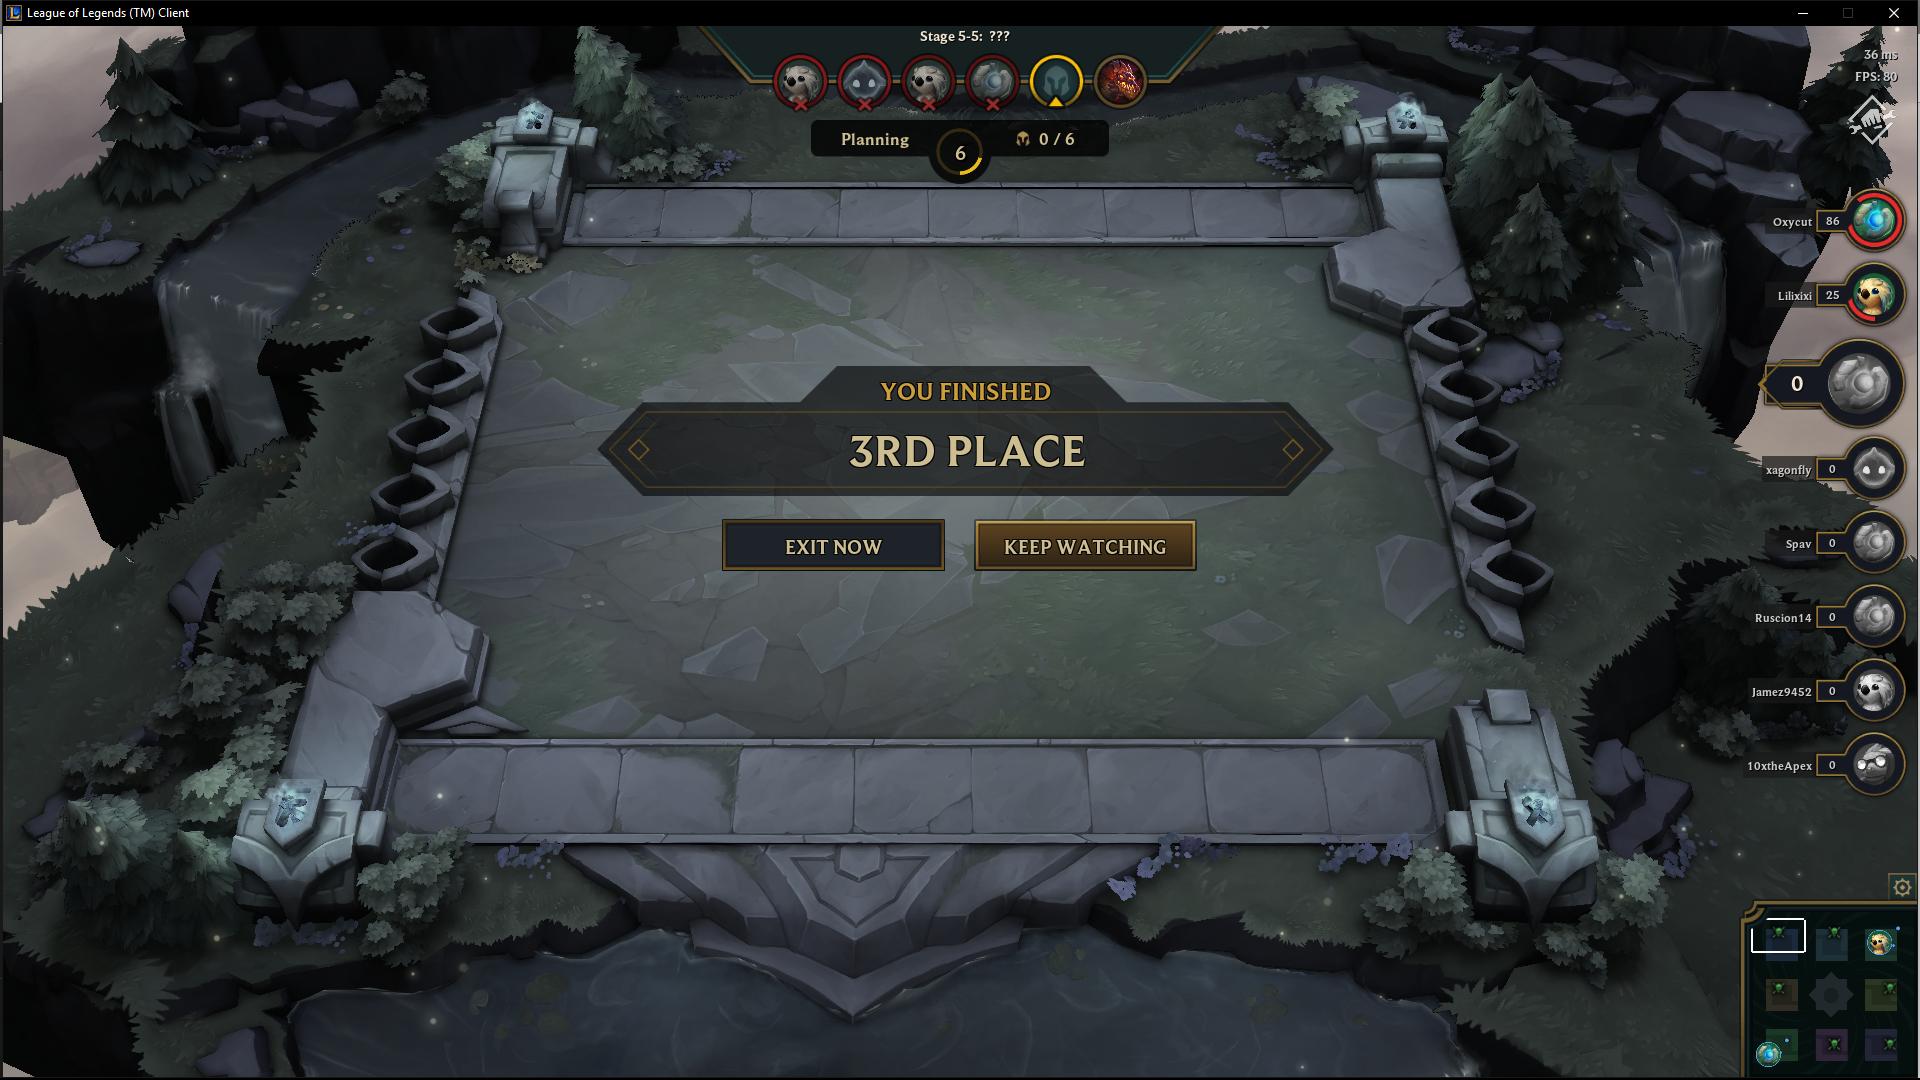 League of Legends (TM) Client
Stage 5-5: ???
36 ms
FPS: 80
Planning
6
0 / 6
Oxycut 86
Lilixixi 25
0
YOU FINISHED
3RD PLACE
xagonfly 0
EXIT NOW
KEEP WATCHING
Spav 0
Ruscion14 0
Jamez9452 0
10xtheApex 0